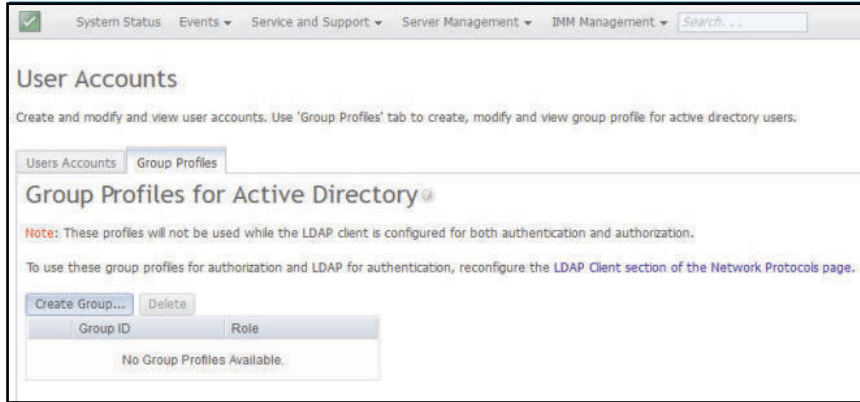 System Status Events Service and Support Server Management IMM Management Search. . .
User Accounts
Create and modify and view user accounts. Use 'Group Profiles' tab to create, modify and view group profile for active directory users.
Users Accounts Group Profiles
Group Profiles for Active Directory
Note: These profiles will not be used while the LDAP client is configured for both authentication and authorization.
To use these group profiles for authorization and LDAP for authentication, reconfigure the LDAP Client section of the Network Protocols page.
Create Group... Delete
Group ID Role
No Group Profiles Available.